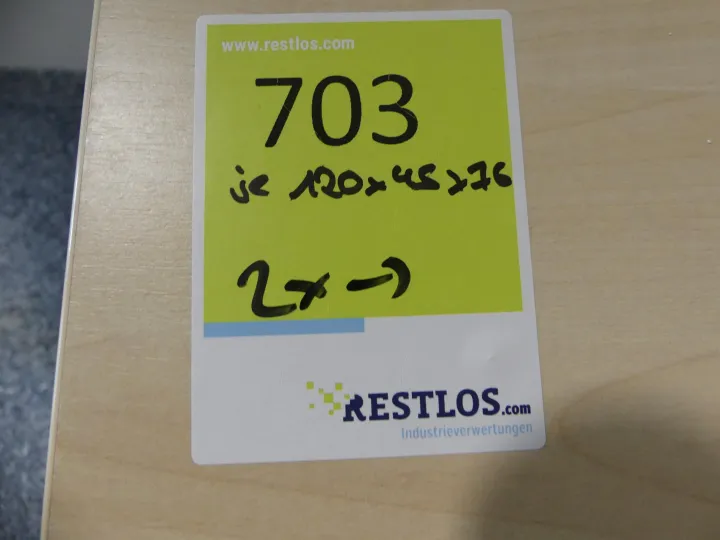 www.restlos.com
703
je 120x45x76
2x →
RESTLOS.com
Industrieverwertungen